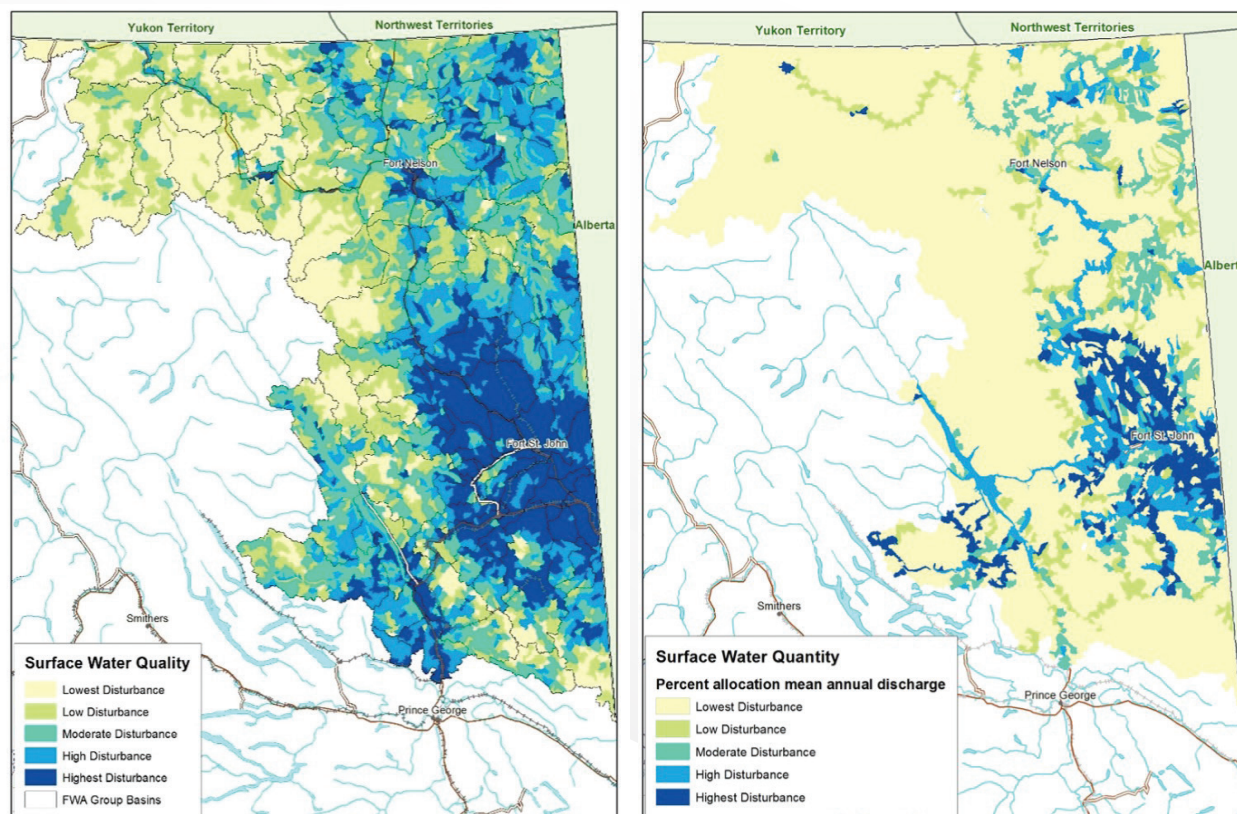 Yukon Territory
Northwest Territories
Fort Nelson
Alberta
Fort St. John
Smithers
Prince George
Surface Water Quality
Lowest Disturbance
Low Disturbance
Moderate Disturbance
High Disturbance
Highest Disturbance
FWA Group Basins
Yukon Territory
Northwest Territories
Fort Nelson
Albert
Fort St. John
Smithers
Prince George
Surface Water Quantity
Percent allocation mean annual discharge
Lowest Disturbance
Low Disturbance
Moderate Disturbance
High Disturbance
Highest Disturbance